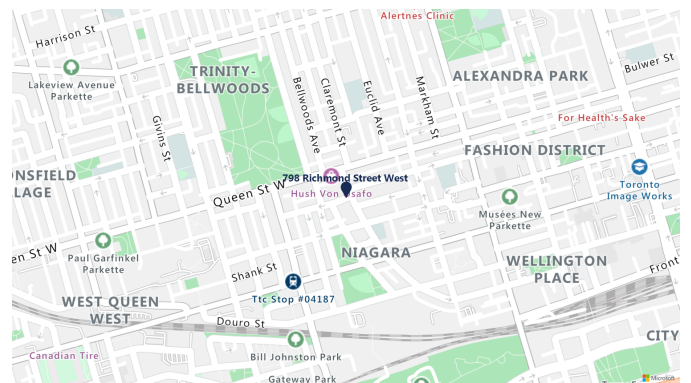 Alertnes Clinic
Harrison St
Bulwer St
TRINITY-
BELLWOODS
ALEXANDRA PARK
Lakeview Avenue
Parkette
Bellwoods Ave
Claremont St
Euclid Ave
Markham St
For Health's Sake
Givins St
FASHION DISTRICT
ONSFIELD
LAGE
798 Richmond Street West
Queen St W
Hush Von
safo
Toronto
Image Works
Musées New
Parkette
en St W
Paul Garfinkel
Parkette
NIAGARA
WELLINGTON
PLACE
Front
Shank St
Ttc Stop #04187
WEST QUEEN
WEST
Douro St
CITY
Canadian Tire
Bill Johnston Park
Gateway Park
Microsoft